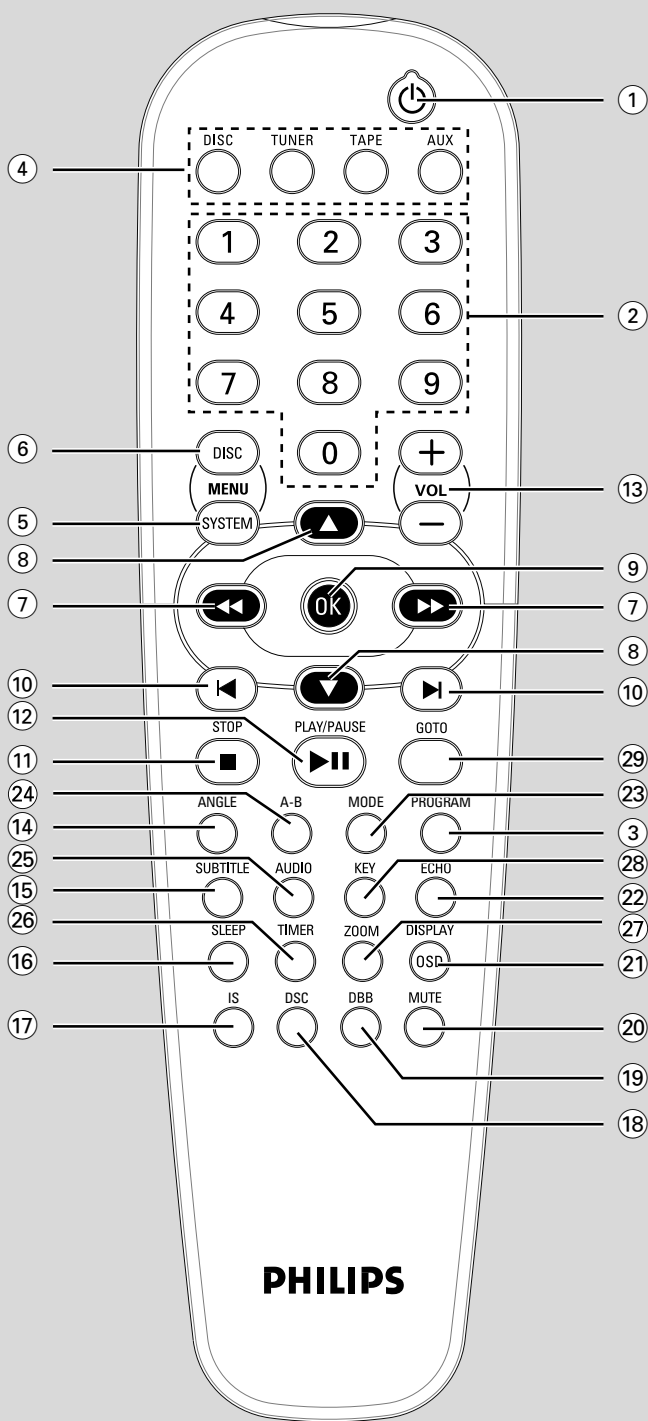 ①
DISC TUNER TAPE AUX
④
1 2 3
4 5 6
②
7 8 9
⑥ DISC 0 +
MENU VOL ⑬
⑤ SYSTEM −
⑧
⑨
⑦ OK ⑦
⑧
⑩ ⑩
⑫ STOP PLAY/PAUSE GOTO
⑪ ㉙
㉔ ANGLE A-B MODE PROGRAM ㉓
⑭ ③
㉕ SUBTITLE AUDIO KEY ECHO ㉘
⑮ ㉒
㉖ SLEEP TIMER ZOOM DISPLAY ㉗
⑯ OSD ㉑
IS DSC DBB MUTE
⑰ ⑳
⑲
⑱
PHILIPS